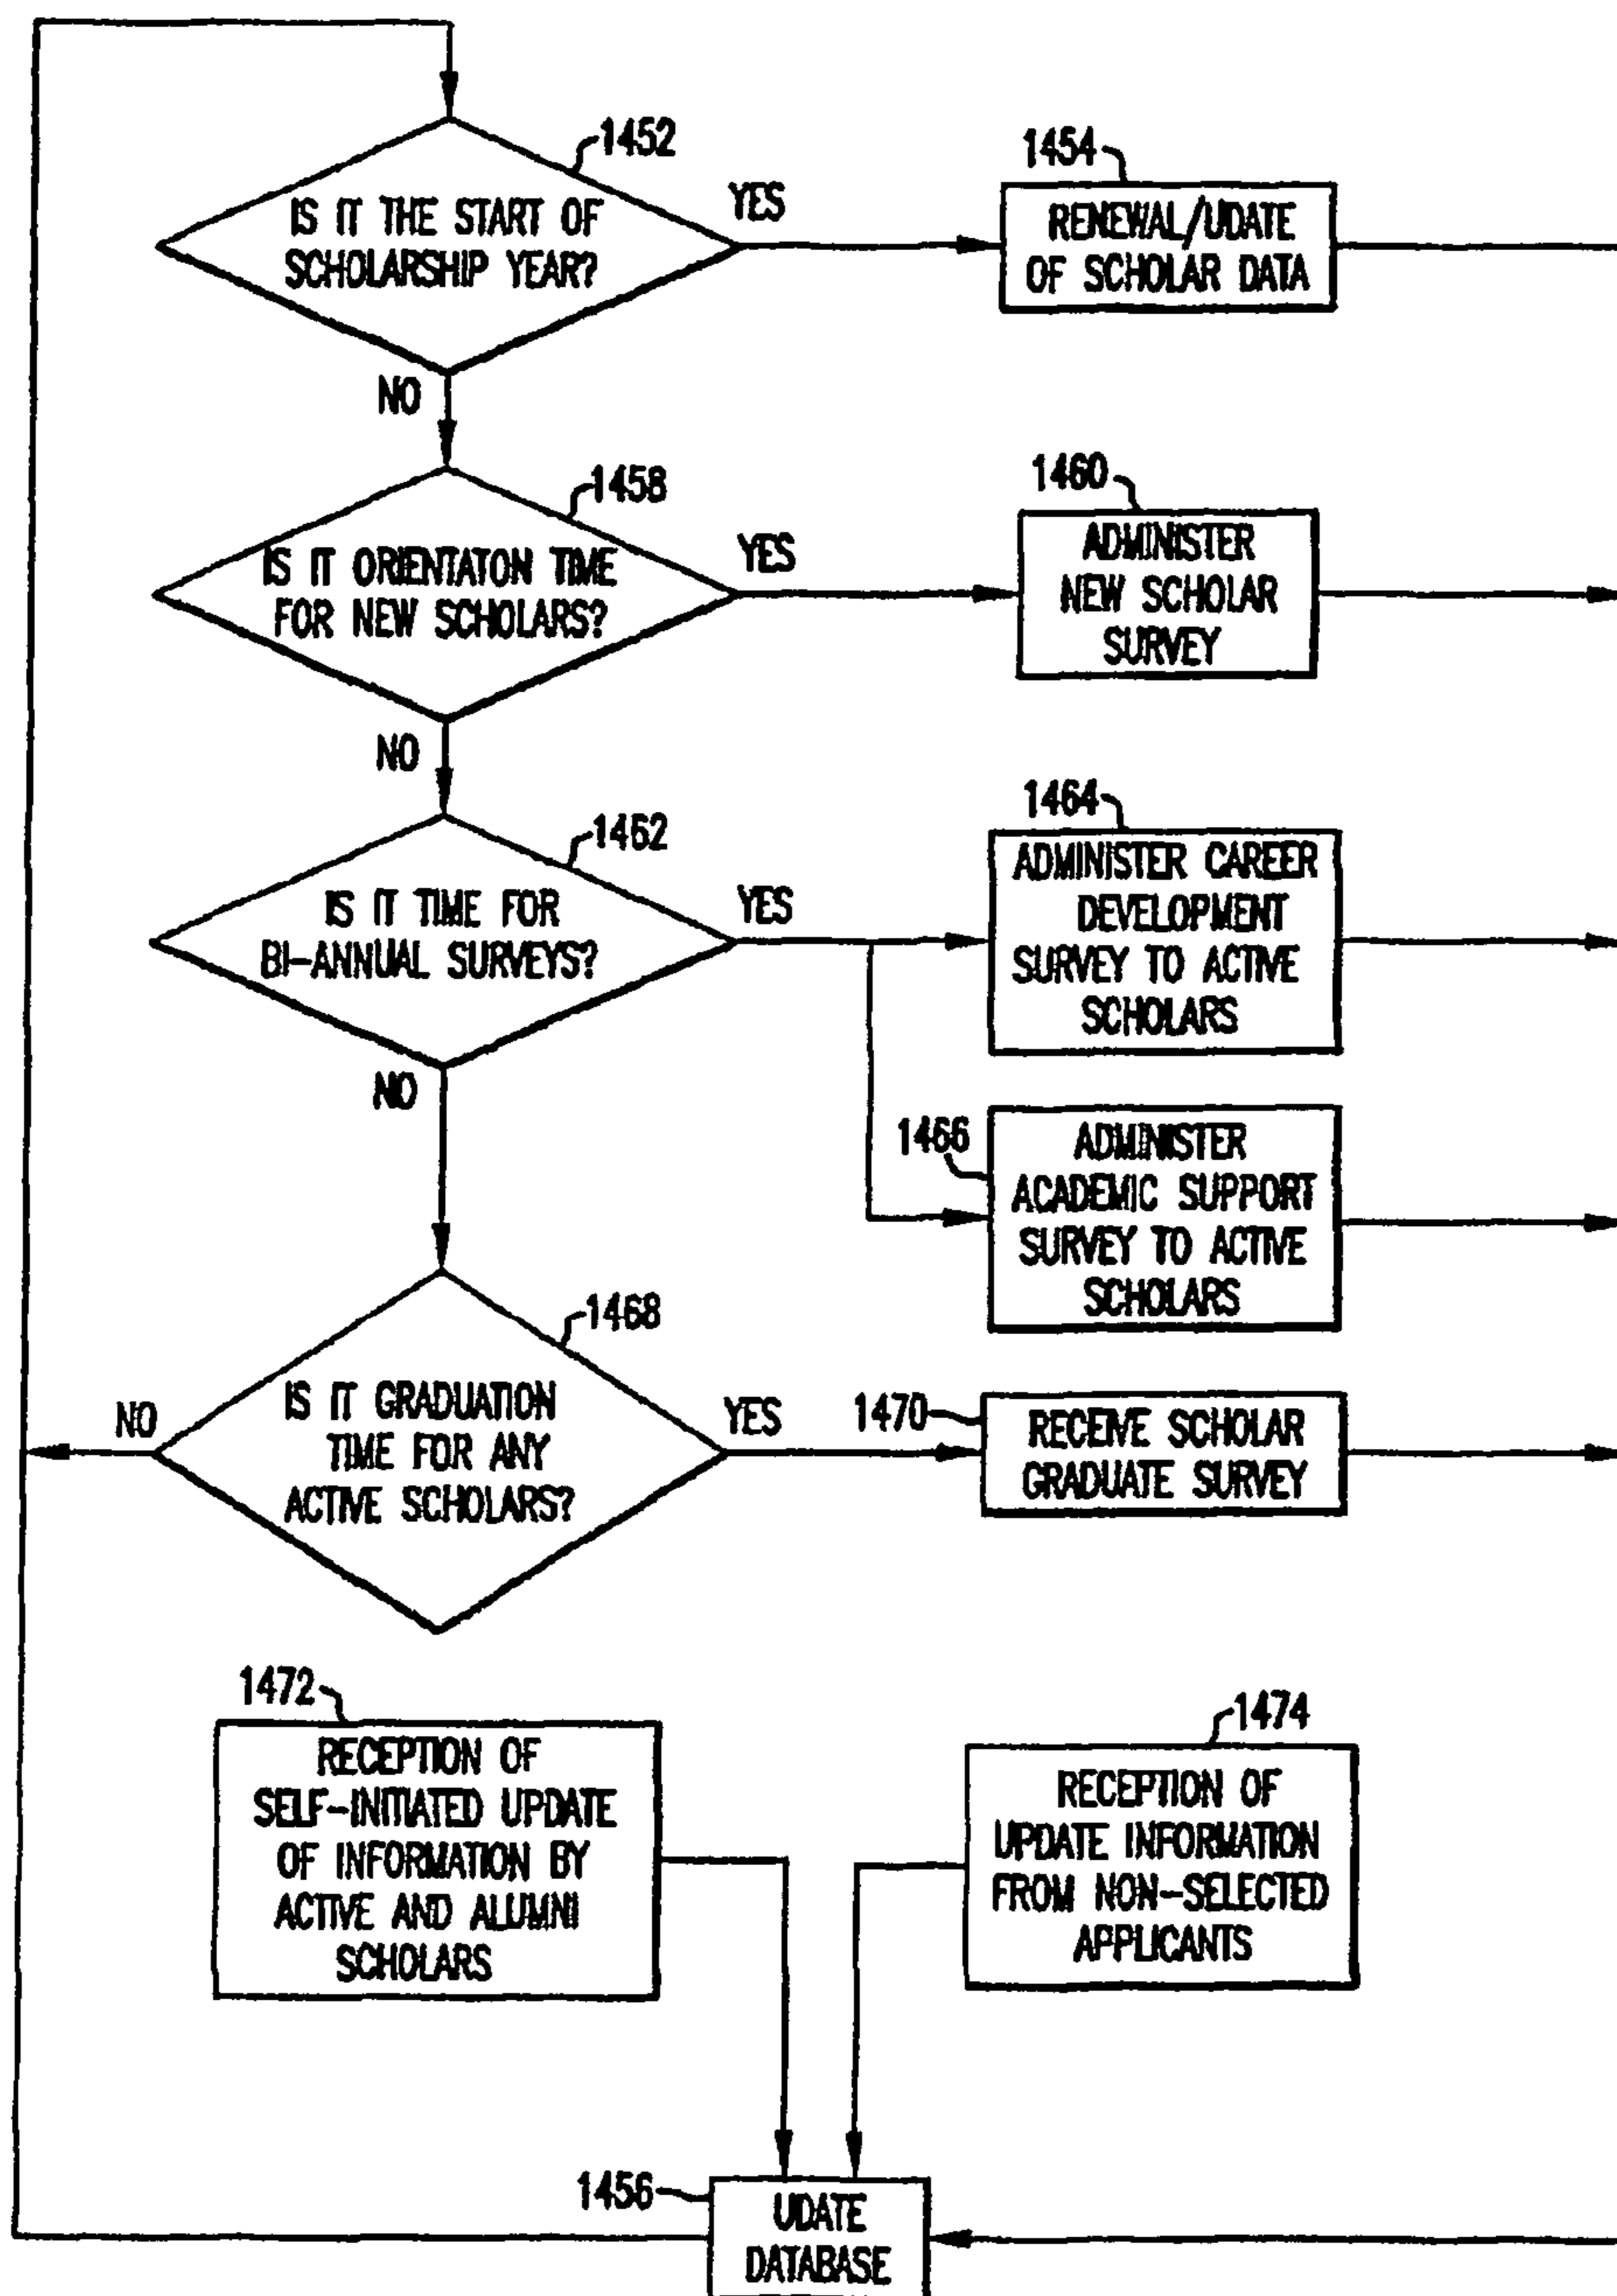 1452
IS IT THE START OF
SCHOLARSHIP YEAR?
YES
NO
1454
RENEWAL/UDATE
OF SCHOLAR DATA
1458
IS IT ORIENTATON TIME
FOR NEW SCHOLARS?
YES
NO
1460
ADMINISTER
NEW SCHOLAR
SURVEY
1462
IS IT TIME FOR
BI-ANNUAL SURVEYS?
YES
NO
1464
ADMINISTER CAREER
DEVELOPMENT
SURVEY TO ACTIVE
SCHOLARS
1466
ADMINISTER
ACADEMIC SUPPORT
SURVEY TO ACTIVE
SCHOLARS
1468
IS IT GRADUATION
TIME FOR ANY
ACTIVE SCHOLARS?
NO
YES
1470
RECEIVE SCHOLAR
GRADUATE SURVEY
1472
RECEPTION OF
SELF-INITIATED UPDATE
OF INFORMATION BY
ACTIVE AND ALUMNI
SCHOLARS
1474
RECEPTION OF
UPDATE INFORMATION
FROM NON-SELECTED
APPLICANTS
1456
UDATE
DATABASE